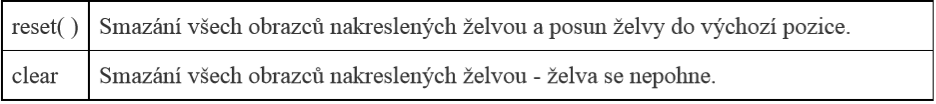 reset( ) Smazání všech obrazců nakreslených želvou a posun želvy do výchozí pozice.
clear Smazání všech obrazců nakreslených želvou - želva se nepohne.